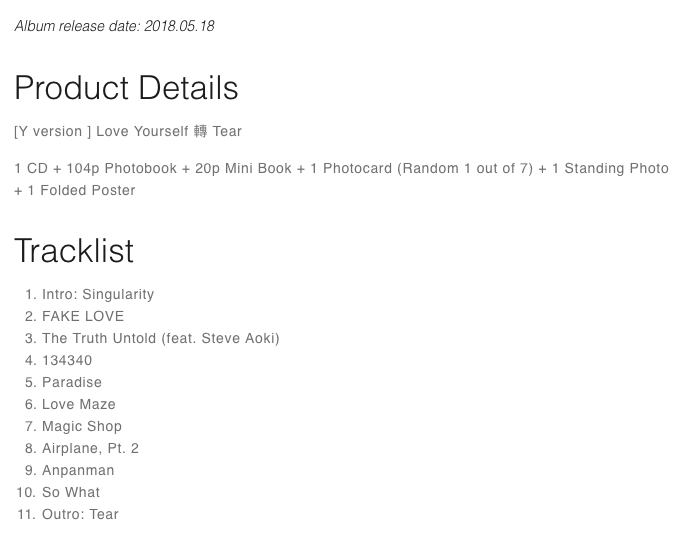 Album release date: 2018.05.18
Product Details
[Y version ] Love Yourself 轉 Tear
1 CD + 104p Photobook + 20p Mini Book + 1 Photocard (Random 1 out of 7) + 1 Standing Photo
+ 1 Folded Poster
Tracklist
1. Intro: Singularity
2. FAKE LOVE
3. The Truth Untold (feat. Steve Aoki)
4. 134340
5. Paradise
6. Love Maze
7. Magic Shop
8. Airplane, Pt. 2
9. Anpanman
10. So What
11. Outro: Tear